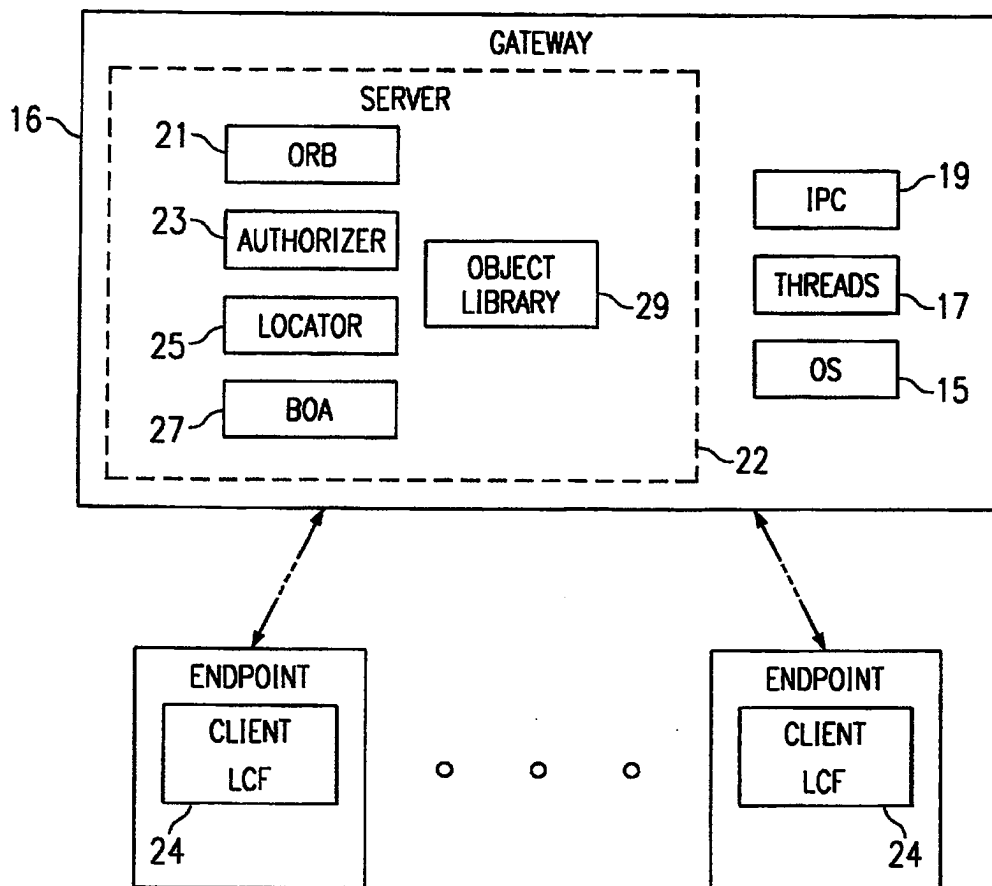 GATEWAY
SERVER
16
21
ORB
23
AUTHORIZER
25
LOCATOR
27
BOA
OBJECT
LIBRARY
29
22
IPC
19
THREADS
17
OS
15
ENDPOINT
CLIENT
LCF
24
ENDPOINT
CLIENT
LCF
24